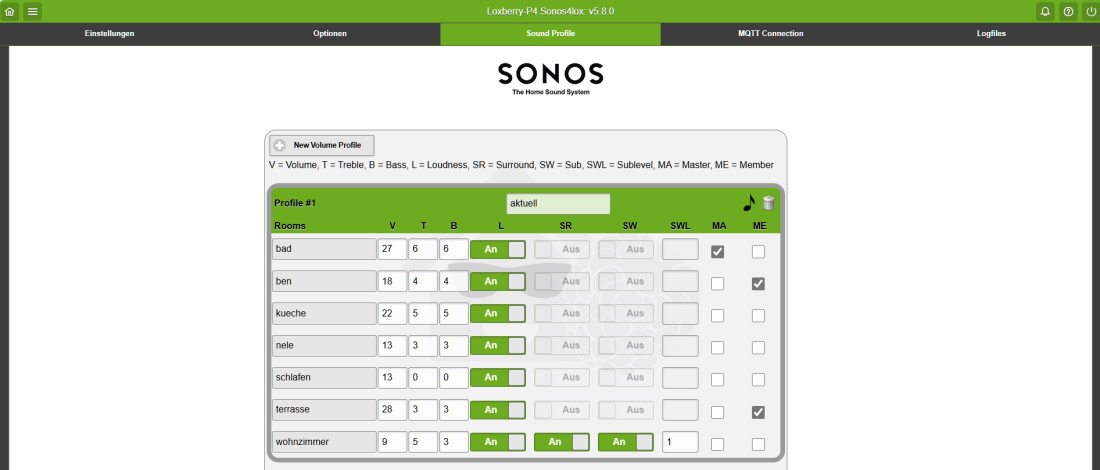 Loxberry-P4 Sonos4lox: v5.8.0
Einstellungen Optionen Sound Profile MQTT Connection Logfiles
SONOS
The Home Sound System
New Volume Profile
V = Volume, T = Treble, B = Bass, L = Loudness, SR = Surround, SW = Sub, SWL = Sublevel, MA = Master, ME = Member
Profile #1 aktuell
Rooms V T B L SR SW SWL MA ME
bad 27 6 6 An Aus Aus
ben 18 4 4 An Aus Aus
kueche 22 5 5 An Aus Aus
nele 13 3 3 An Aus Aus
schlafen 13 0 0 An Aus Aus
terrasse 28 3 3 An Aus Aus
wohnzimmer 9 5 3 An An An 1